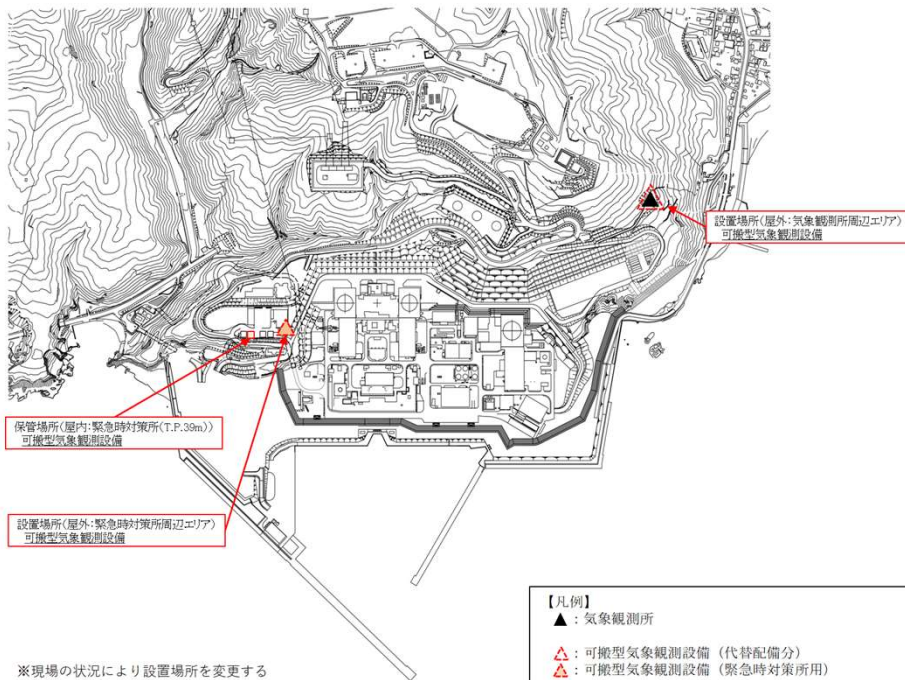 設置場所(屋外:気象観測所周辺エリア)
可搬型気象観測設備
保管場所(屋内:緊急時対策所(T.P.39m))
可搬型気象観測設備
設置場所(屋外:緊急時対策所周辺エリア)
可搬型気象観測設備
【凡例】
▲:気象観測所
△:可搬型気象観測設備(代替配備分)
▲:可搬型気象観測設備(緊急時対策所用)
※現場の状況により設置場所を変更する